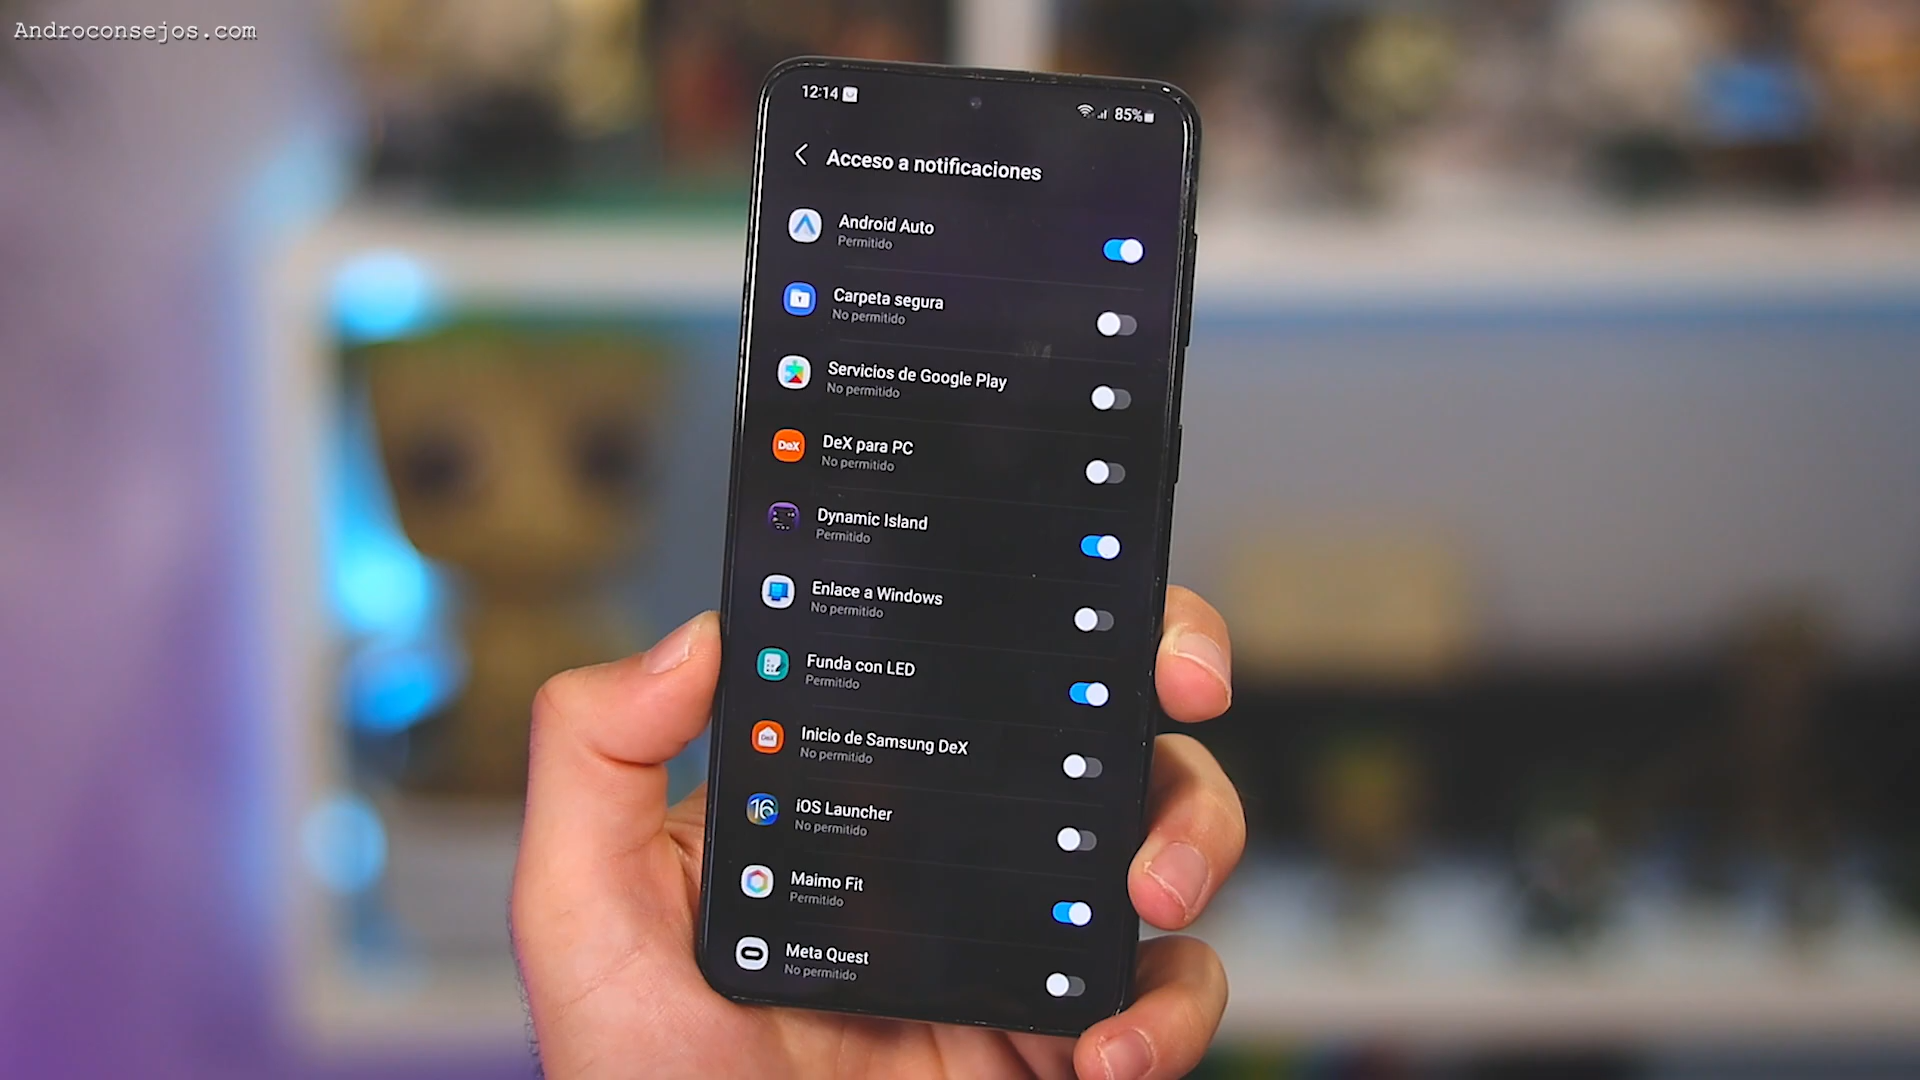 Androconsejos.com
12:14
85%
Acceso a notificaciones
Android Auto
Permitido
Carpeta segura
No permitido
Servicios de Google Play
No permitido
DeX
DeX para PC
No permitido
Dynamic Island
Permitido
Enlace a Windows
No permitido
Funda con LED
Permitido
DeX
Inicio de Samsung DeX
No permitido
16
iOS Launcher
No permitido
Maimo Fit
Permitido
Meta Quest
No permitido